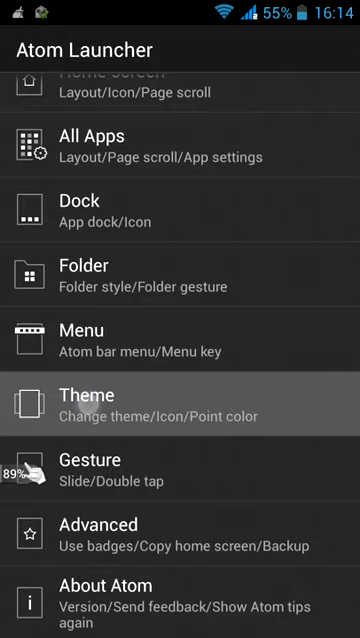 55% 16:14
Atom Launcher
Home Screen
Layout/Icon/Page scroll
All Apps
Layout/Page scroll/App settings
Dock
App dock/Icon
Folder
Folder style/Folder gesture
Menu
Atom bar menu/Menu key
Theme
Change theme/Icon/Point color
Gesture
89%
Slide/Double tap
Advanced
Use badges/Copy home screen/Backup
About Atom
Version/Send feedback/Show Atom tips
again